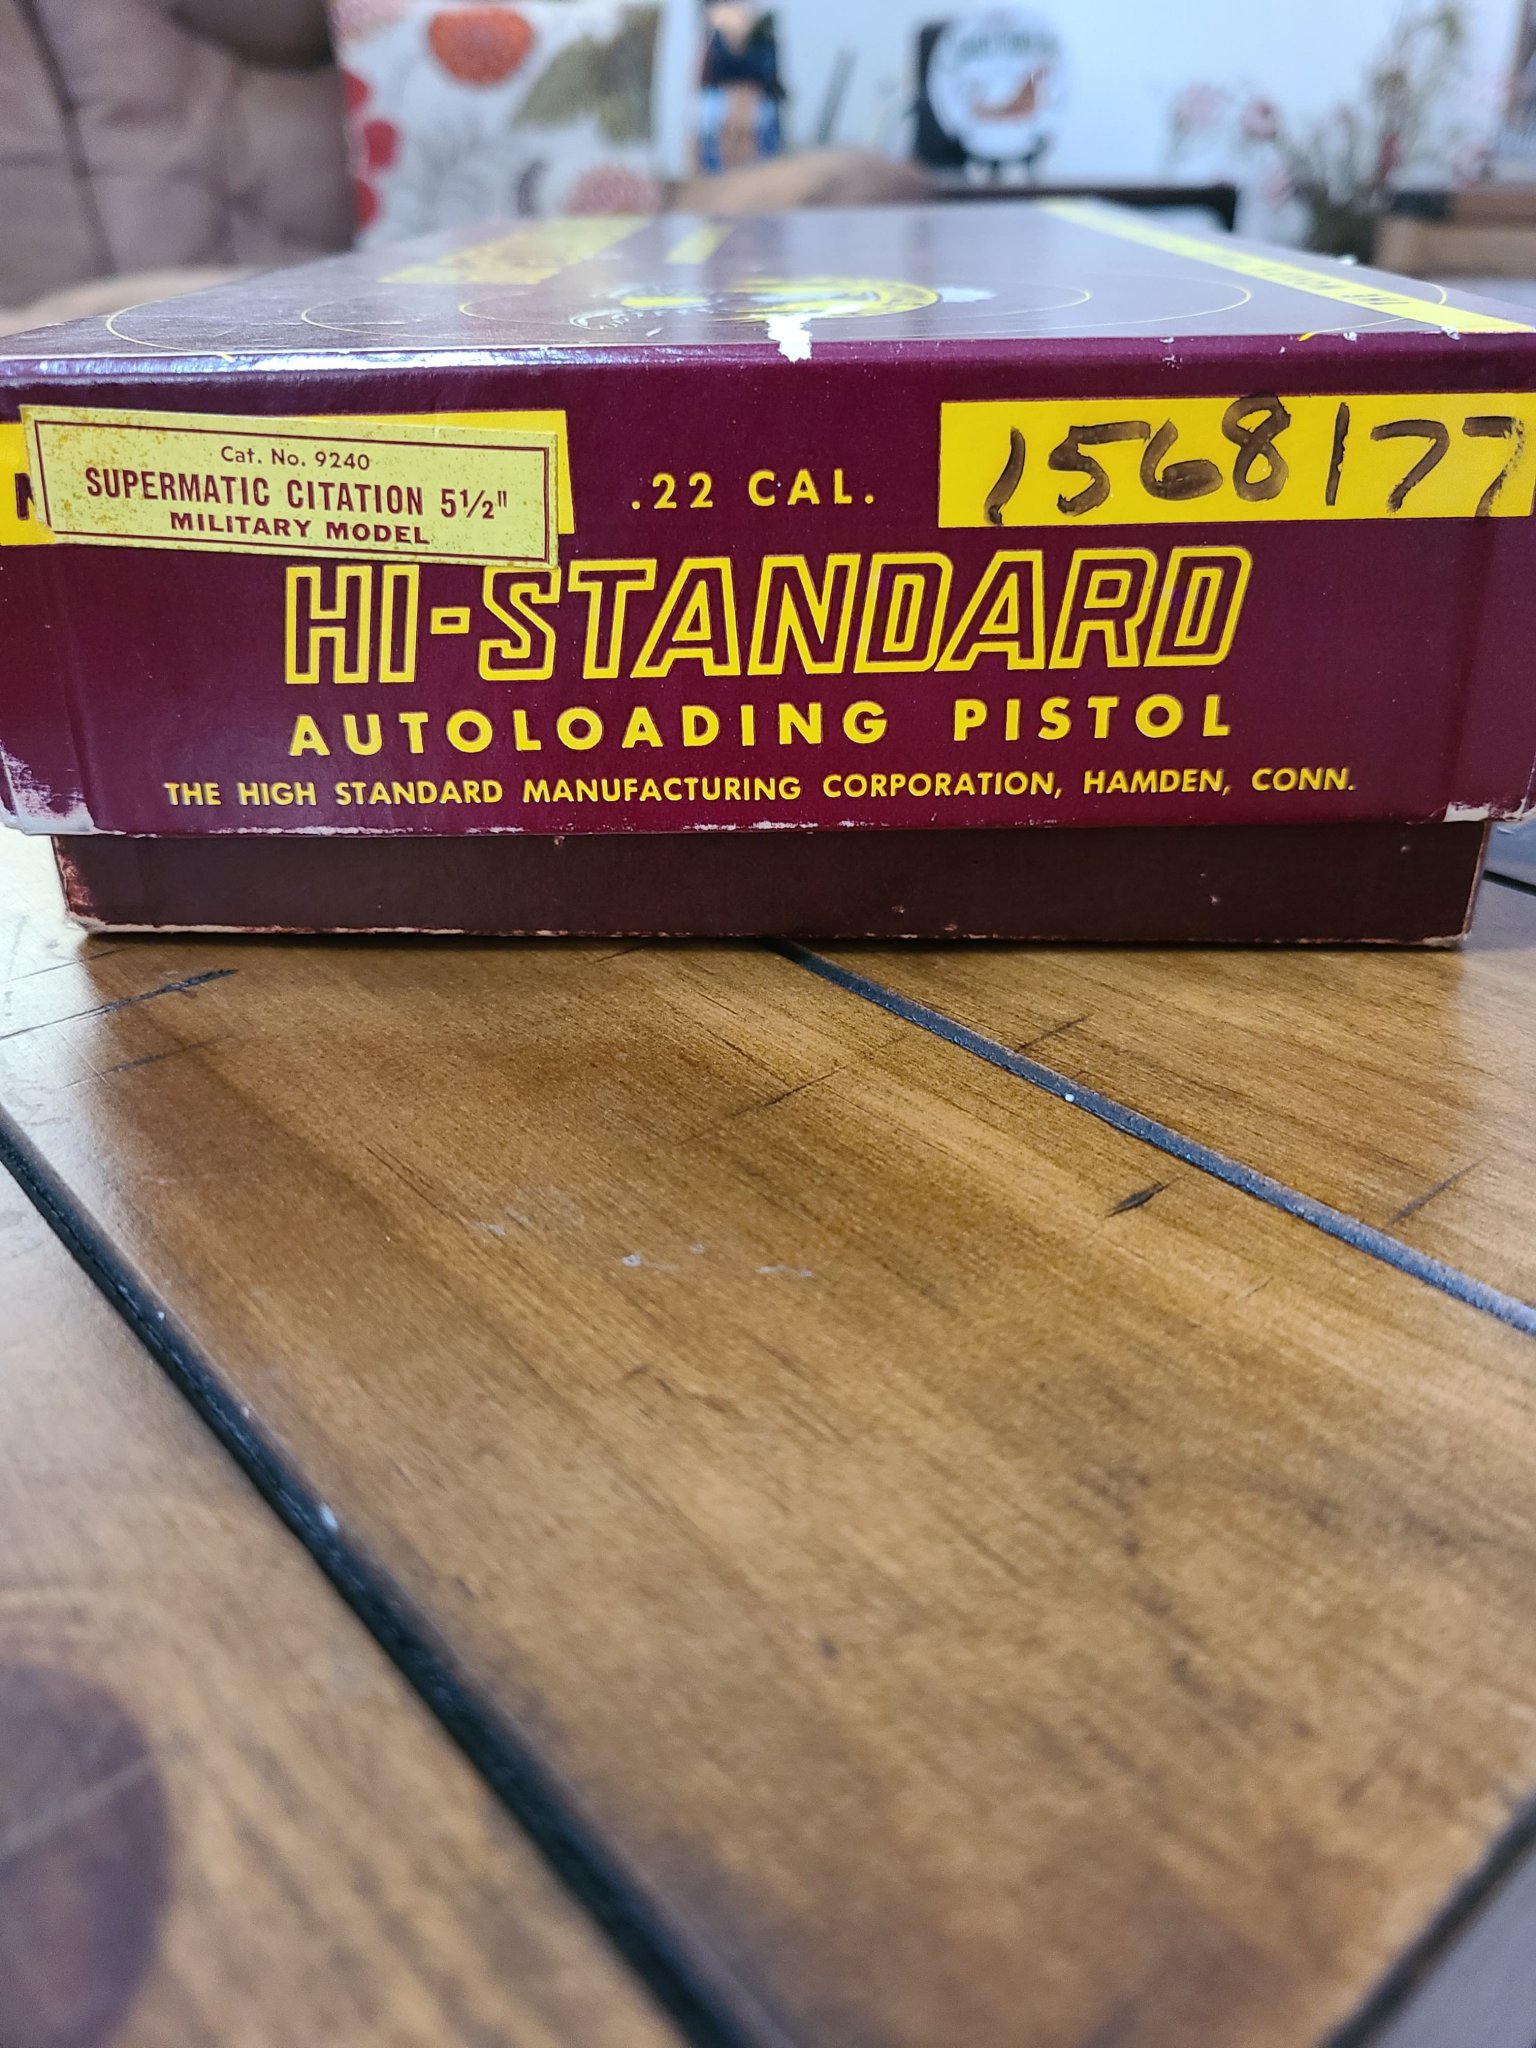 Cat. No. 9240
SUPERMATIC CITATION 5½"
MILITARY MODEL
.22 CAL.
1568177
HI-STANDARD
AUTOLOADING PISTOL
THE HIGH STANDARD MANUFACTURING CORPORATION, HAMDEN, CONN.